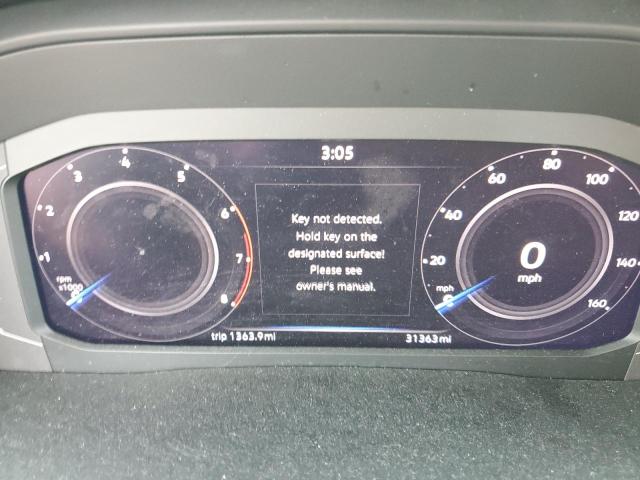 3:05
1
2
3
4
5
6
7
8
rpm
x1000
Key not detected.
Hold key on the
designated surface!
Please see
owner's manual.
20
40
60
80
100
120
140
160
mph
0
mph
trip 1363.9mi
31363mi